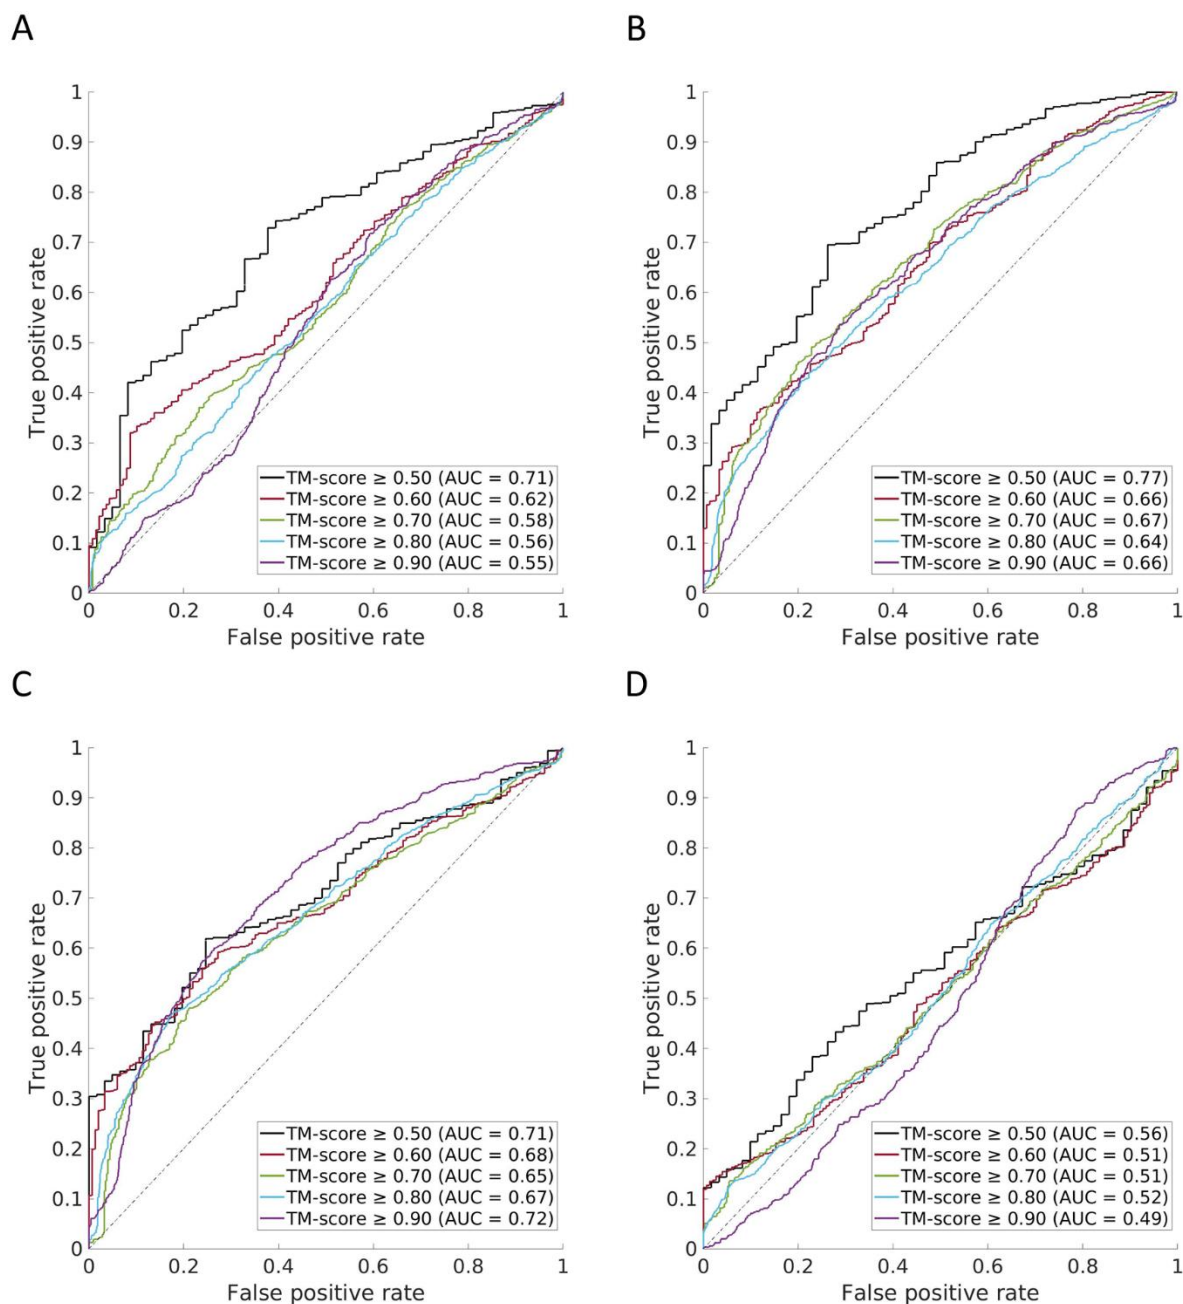 A
1
0.9
0.8
0.7
0.6
0.5
0.4
0.3
0.2
0.1
0
True positive rate
TM-score ≥ 0.50 (AUC = 0.71)
TM-score ≥ 0.60 (AUC = 0.62)
TM-score ≥ 0.70 (AUC = 0.58)
TM-score ≥ 0.80 (AUC = 0.56)
TM-score ≥ 0.90 (AUC = 0.55)
0 0.2 0.4 0.6 0.8 1
False positive rate
B
1
0.9
0.8
0.7
0.6
0.5
0.4
0.3
0.2
0.1
0
True positive rate
TM-score ≥ 0.50 (AUC = 0.77)
TM-score ≥ 0.60 (AUC = 0.66)
TM-score ≥ 0.70 (AUC = 0.67)
TM-score ≥ 0.80 (AUC = 0.64)
TM-score ≥ 0.90 (AUC = 0.66)
0 0.2 0.4 0.6 0.8 1
False positive rate
C
1
0.9
0.8
0.7
0.6
0.5
0.4
0.3
0.2
0.1
0
True positive rate
TM-score ≥ 0.50 (AUC = 0.71)
TM-score ≥ 0.60 (AUC = 0.68)
TM-score ≥ 0.70 (AUC = 0.65)
TM-score ≥ 0.80 (AUC = 0.67)
TM-score ≥ 0.90 (AUC = 0.72)
0 0.2 0.4 0.6 0.8 1
False positive rate
D
1
0.9
0.8
0.7
0.6
0.5
0.4
0.3
0.2
0.1
0
True positive rate
TM-score ≥ 0.50 (AUC = 0.56)
TM-score ≥ 0.60 (AUC = 0.51)
TM-score ≥ 0.70 (AUC = 0.51)
TM-score ≥ 0.80 (AUC = 0.52)
TM-score ≥ 0.90 (AUC = 0.49)
0 0.2 0.4 0.6 0.8 1
False positive rate